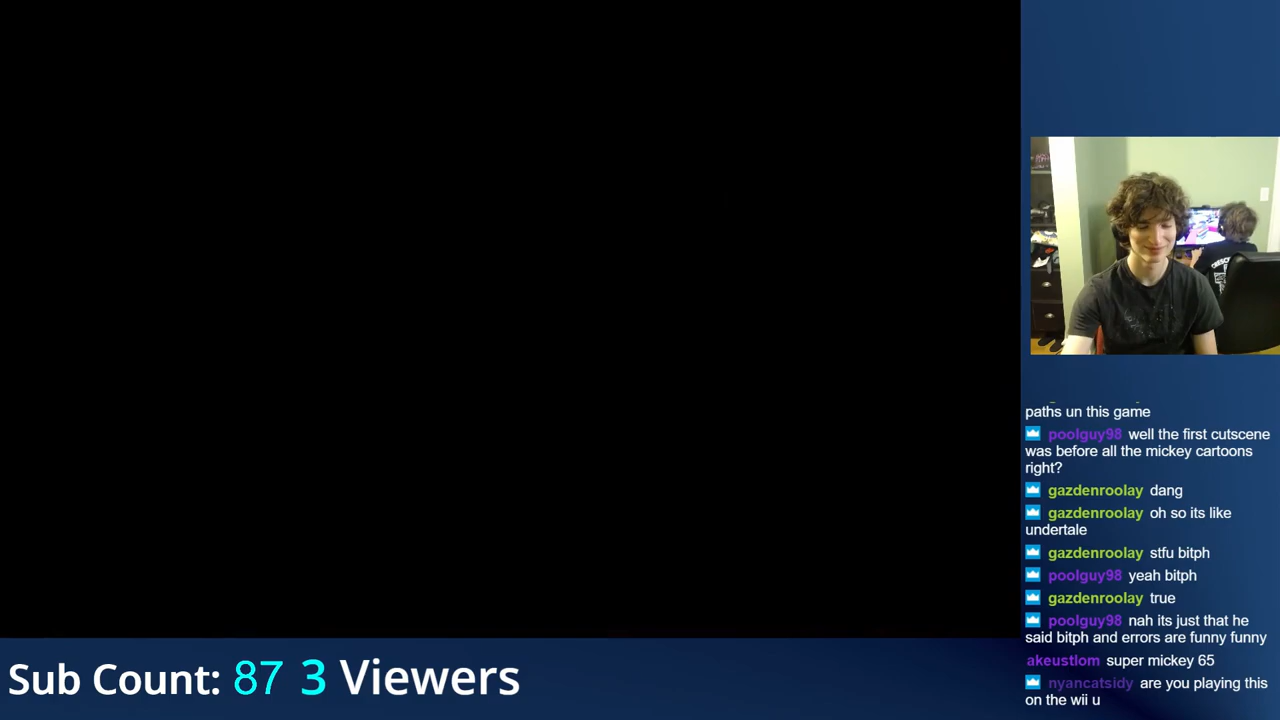 paths un this game
poolguy98 well the first cutscene
was before all the mickey cartoons
right?
gazdenroolay dang
gazdenroolay oh so its like
undertale
gazdenroolay stfu bitph
poolguy98 yeah bitph
gazdenroolay true
poolguy98 nah its just that he
said bitph and errors are funny funny
akeustlom super mickey 65
nyancatsidy are you playing this
on the wii u
Sub Count: 87 3 Viewers